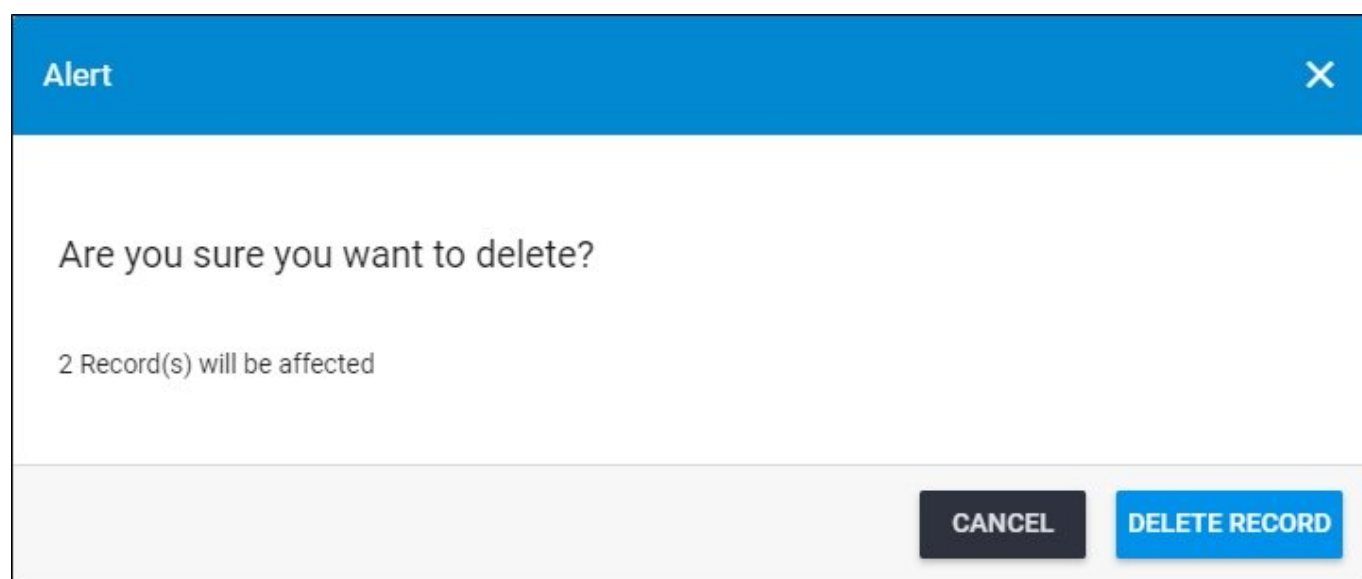 Alert
Are you sure you want to delete?
2 Record(s) will be affected
CANCEL DELETE RECORD